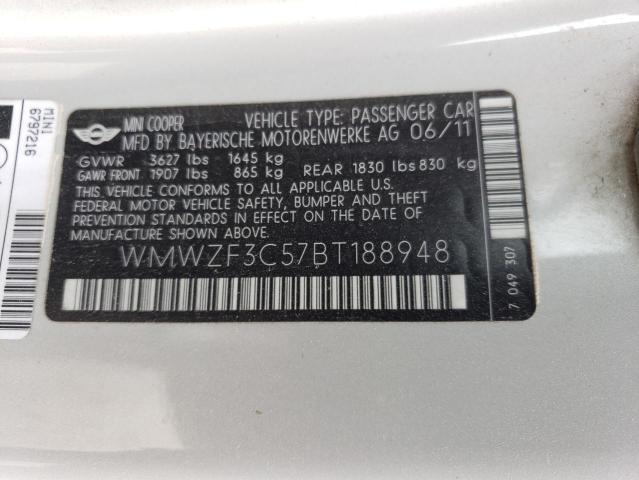 MINI
6797216
MINI COOPER VEHICLE TYPE: PASSENGER CAR
MFD BY BAYERISCHE MOTORENWERKE AG 06/11
GVWR 3627 lbs 1645 kg
GAWR FRONT 1907 lbs 865 kg REAR 1830 lbs 830 kg
THIS VEHICLE CONFORMS TO ALL APPLICABLE U.S.
FEDERAL MOTOR VEHICLE SAFETY, BUMPER AND THEFT
PREVENTION STANDARDS IN EFFECT ON THE DATE OF
MANUFACTURE SHOWN ABOVE.
WMWZF3C57BT188948
7 049 307